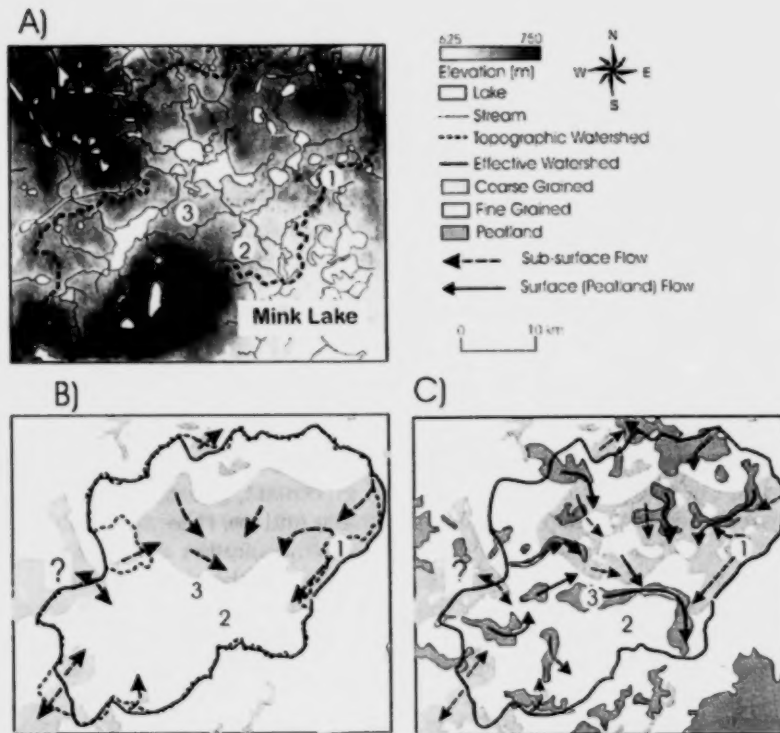 A)
1
3
2
Mink Lake
625 750
Elevation (m)
Lake
Stream
Topographic Watershed
Effective Watershed
Coarse Grained
Fine Grained
Peatland
N
W E
S
Sub-surface Flow
Surface (Peatland) Flow
0 10 km
B)
?
1
3
2
C)
?
1
3
2